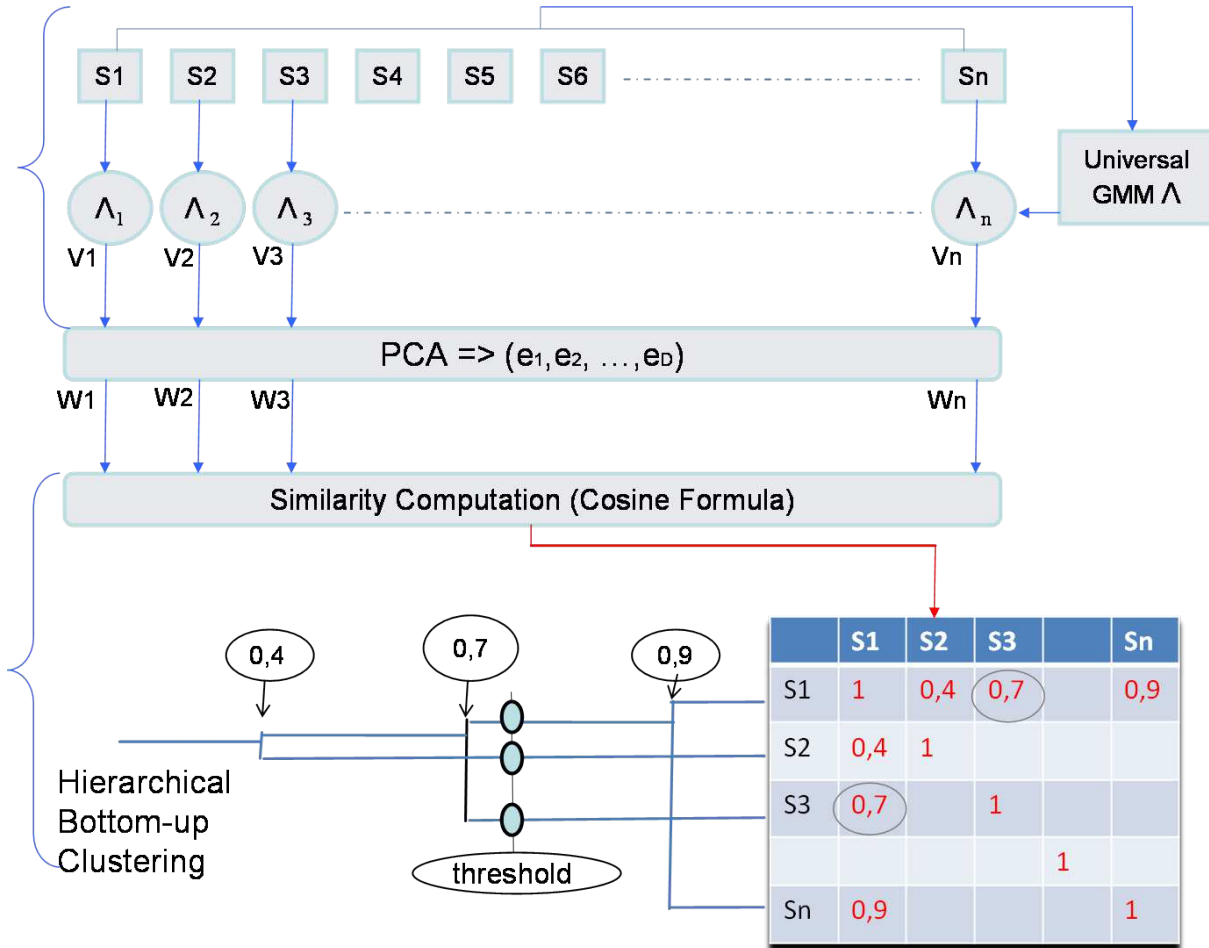 S1 S2 S3 S4 S5 S6 Sn
Universal
GMM Λ
Λ1 Λ2 Λ3 Λn
V1 V2 V3 Vn
PCA => (e1,e2, …,eD)
W1 W2 W3 Wn
Similarity Computation (Cosine Formula)
0,4 0,7 0,9
S1 S2 S3 Sn
S1 1 0,4 0,7 0,9
S2 0,4 1
S3 0,7 1
1
Sn 0,9 1
Hierarchical
Bottom-up
Clustering
threshold